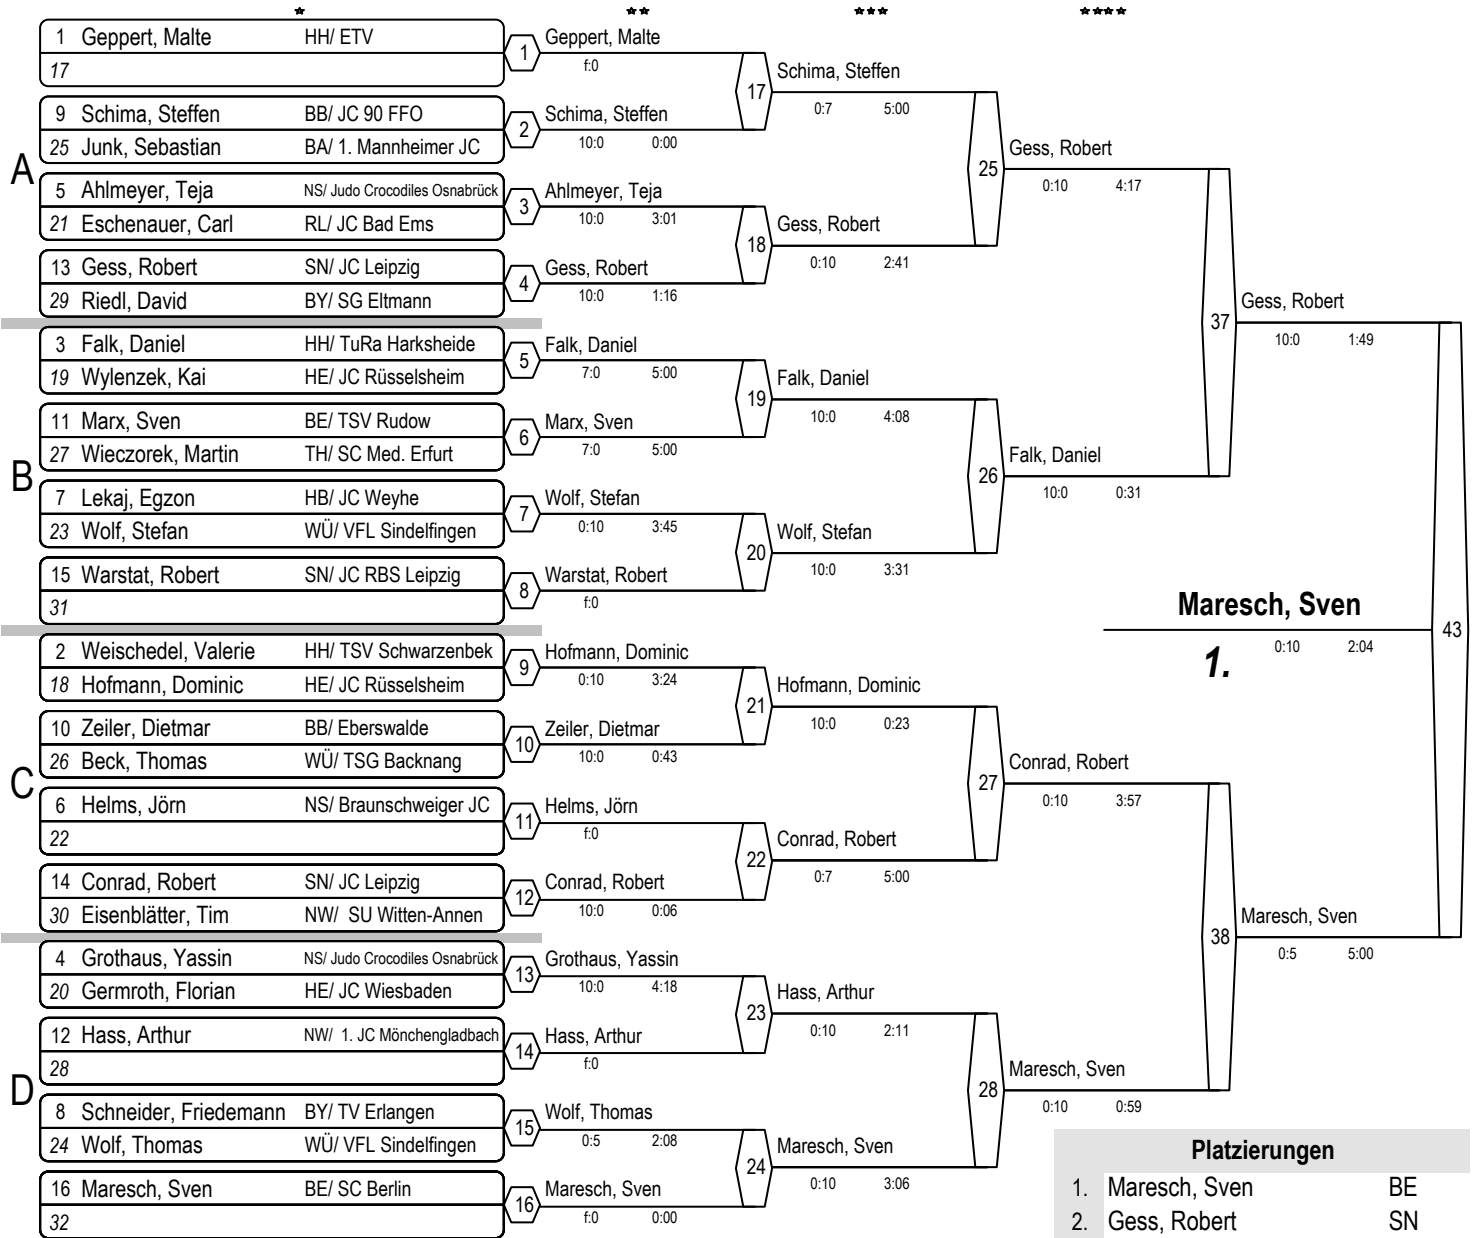 * ** *** ****
A
1 Geppert, Malte HH/ ETV
17
9 Schima, Steffen BB/ JC 90 FFO
25 Junk, Sebastian BA/ 1. Mannheimer JC
5 Ahlmeyer, Teja NS/ Judo Crocodiles Osnabrück
21 Eschenauer, Carl RL/ JC Bad Ems
13 Gess, Robert SN/ JC Leipzig
29 Riedl, David BY/ SG Eltmann
B
3 Falk, Daniel HH/ TuRa Harksheide
19 Wylenzek, Kai HE/ JC Rüsselsheim
11 Marx, Sven BE/ TSV Rudow
27 Wieczorek, Martin TH/ SC Med. Erfurt
7 Lekaj, Egzon HB/ JC Weyhe
23 Wolf, Stefan WÜ/ VFL Sindelfingen
15 Warstat, Robert SN/ JC RBS Leipzig
31
C
2 Weischedel, Valerie HH/ TSV Schwarzenbek
18 Hofmann, Dominic HE/ JC Rüsselsheim
10 Zeiler, Dietmar BB/ Eberswalde
26 Beck, Thomas WÜ/ TSG Backnang
6 Helms, Jörn NS/ Braunschweiger JC
22
14 Conrad, Robert SN/ JC Leipzig
30 Eisenblätter, Tim NW/ SU Witten-Annen
D
4 Grothaus, Yassin NS/ Judo Crocodiles Osnabrück
20 Germroth, Florian HE/ JC Wiesbaden
12 Hass, Arthur NW/ 1. JC Mönchengladbach
28
8 Schneider, Friedemann BY/ TV Erlangen
24 Wolf, Thomas WÜ/ VFL Sindelfingen
16 Maresch, Sven BE/ SC Berlin
32
1 Geppert, Malte
f:0
2 Schima, Steffen
10:0 0:00
3 Ahlmeyer, Teja
10:0 3:01
4 Gess, Robert
10:0 1:16
5 Falk, Daniel
7:0 5:00
6 Marx, Sven
7:0 5:00
7 Wolf, Stefan
0:10 3:45
8 Warstat, Robert
f:0
9 Hofmann, Dominic
0:10 3:24
10 Zeiler, Dietmar
10:0 0:43
11 Helms, Jörn
f:0
12 Conrad, Robert
10:0 0:06
13 Grothaus, Yassin
10:0 4:18
14 Hass, Arthur
f:0
15 Wolf, Thomas
0:5 2:08
16 Maresch, Sven
f:0 0:00
17 Schima, Steffen
0:7 5:00
18 Gess, Robert
0:10 2:41
19 Falk, Daniel
10:0 4:08
20 Wolf, Stefan
10:0 3:31
21 Hofmann, Dominic
10:0 0:23
22 Conrad, Robert
0:7 5:00
23 Hass, Arthur
0:10 2:11
24 Maresch, Sven
0:10 3:06
25 Gess, Robert
0:10 4:17
26 Falk, Daniel
10:0 0:31
27 Conrad, Robert
0:10 3:57
28 Maresch, Sven
0:10 0:59
37 Gess, Robert
10:0 1:49
38 Maresch, Sven
0:5 5:00
43 Maresch, Sven
1. 0:10 2:04
Platzierungen
1. Maresch, Sven BE
2. Gess, Robert SN